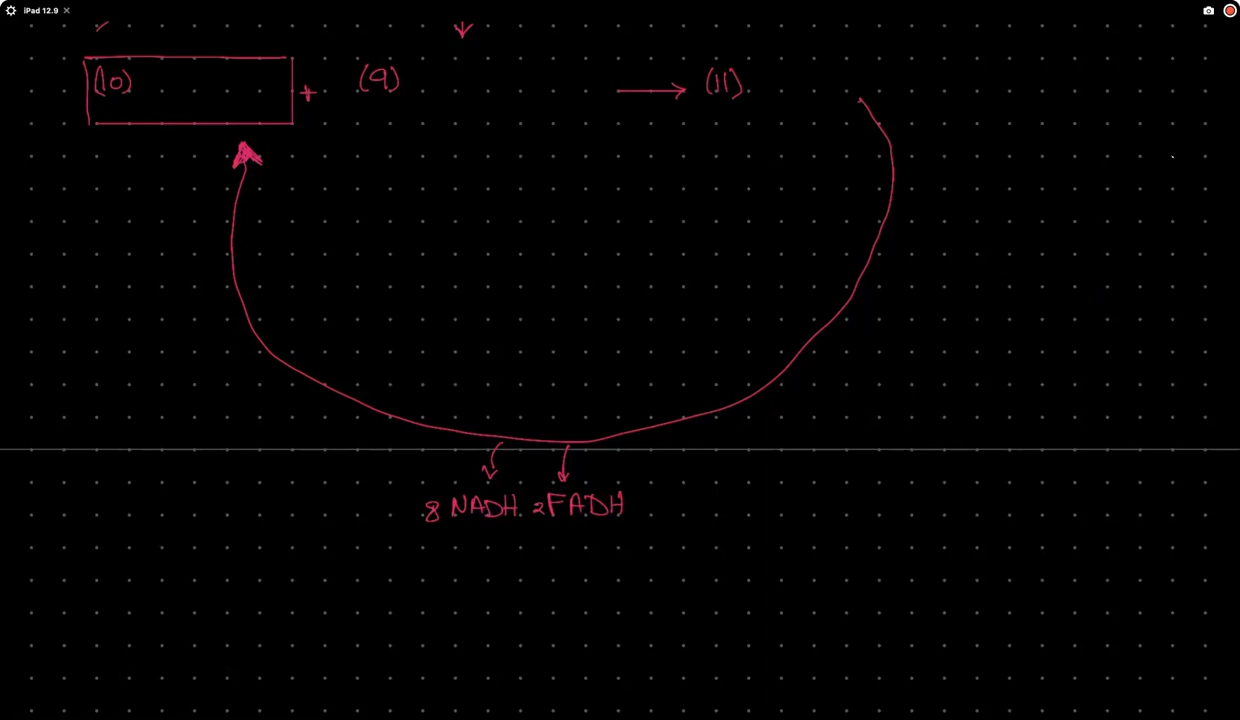 iPad 12.9
(10) + (9) → (11)
8 NADH 2FADH